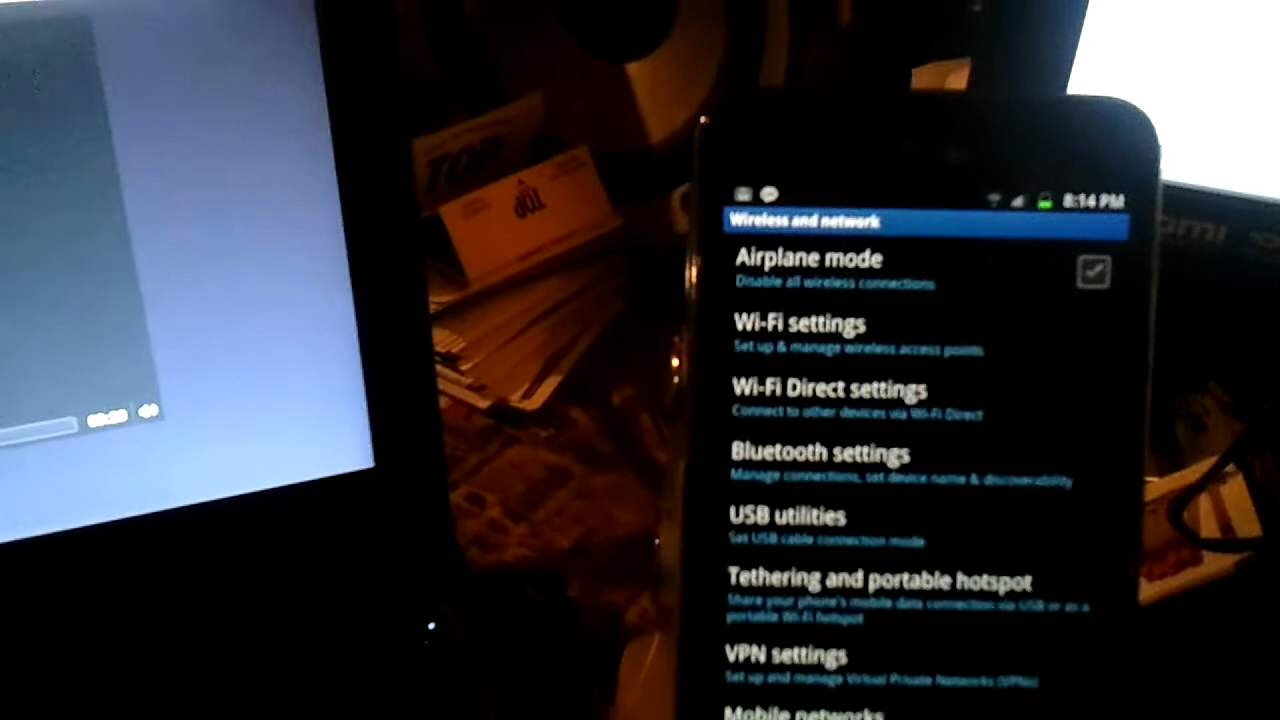 TOP
TOP
8:14 PM
Wireless and network
Airplane mode
Disable all wireless connections
Wi-Fi settings
Set up & manage wireless access points
Wi-Fi Direct settings
Connect to other devices via Wi-Fi Direct
Bluetooth settings
Manage connections, set device name & discoverability
USB utilities
Set USB cable connection mode
Tethering and portable hotspot
Share your phone's mobile data connection via USB or as a
portable Wi-Fi hotspot
VPN settings
Set up and manage Virtual Private Networks (VPNs)
Mobile networks